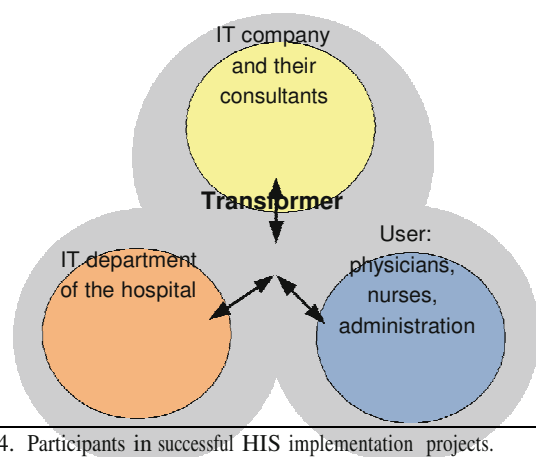 IT company
and their
consultants
Transformer
IT department
of the hospital
User:
physicians,
nurses,
administration
4. Participants in successful HIS implementation projects.